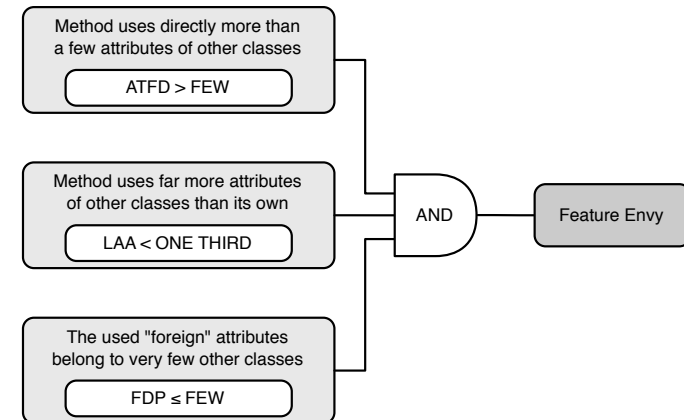 Method uses directly more than
a few attributes of other classes
ATFD > FEW
Method uses far more attributes
of other classes than its own
LAA < ONE THIRD
AND
Feature Envy
The used "foreign" attributes
belong to very few other classes
FDP ≤ FEW